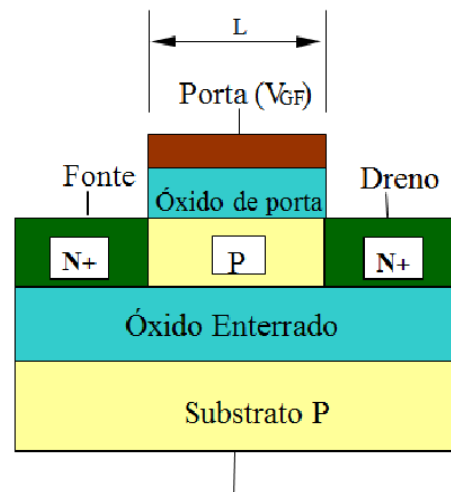 L
Porta (VGF)
Fonte
Dreno
Óxido de porta
N+
P
N+
Óxido Enterrado
Substrato P